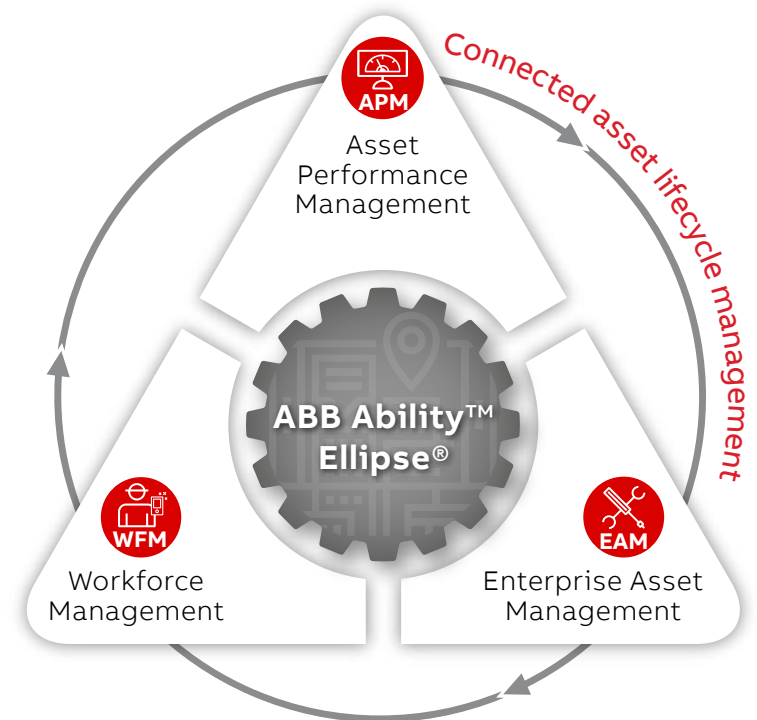 Connected asset lifecycle management
APM
Asset
Performance
Management
ABB Ability™
Ellipse®
WFM
Workforce
Management
EAM
Enterprise Asset
Management